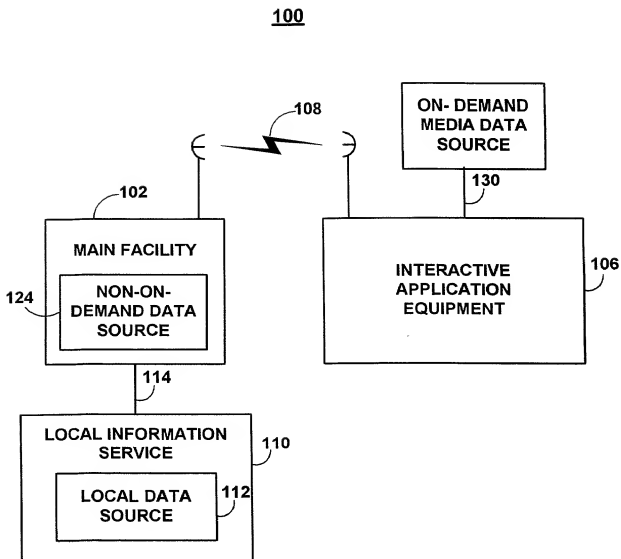 100
108
ON- DEMAND
MEDIA DATA
SOURCE
130
102
MAIN FACILITY
124
NON-ON-
DEMAND DATA
SOURCE
INTERACTIVE
APPLICATION
EQUIPMENT
106
114
LOCAL INFORMATION
SERVICE
110
LOCAL DATA
SOURCE
112